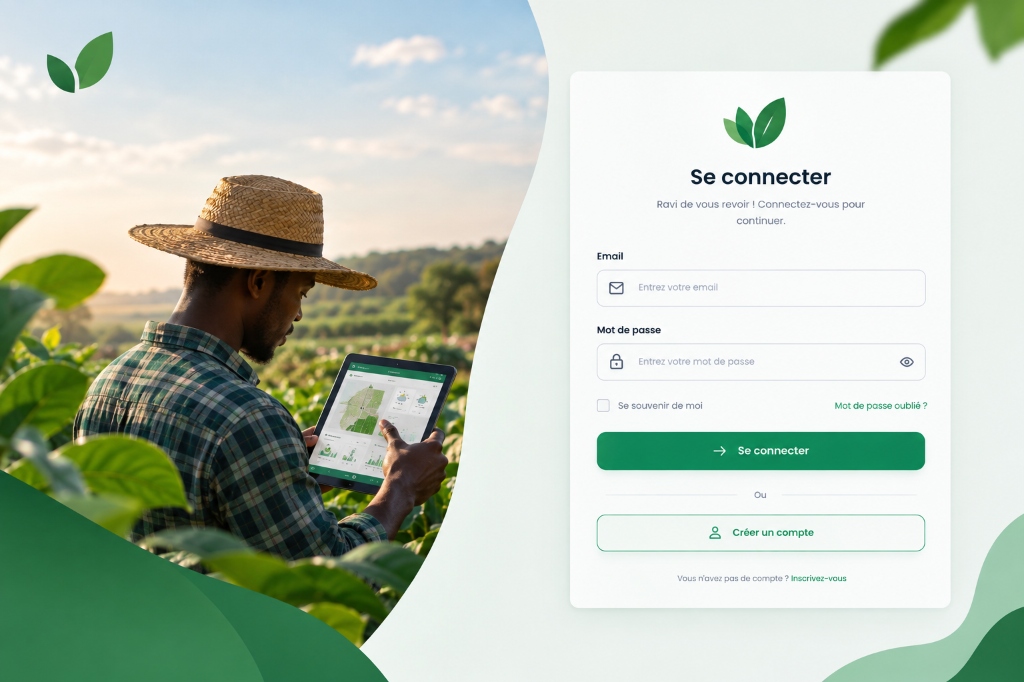 Se connecter
Ravi de vous revoir ! Connectez-vous pour
continuer.
Email
Entrez votre email
Mot de passe
Entrez votre mot de passe
Se souvenir de moi
Mot de passe oublié ?
Se connecter
Ou
Créer un compte
Vous n'avez pas de compte ? Inscrivez-vous